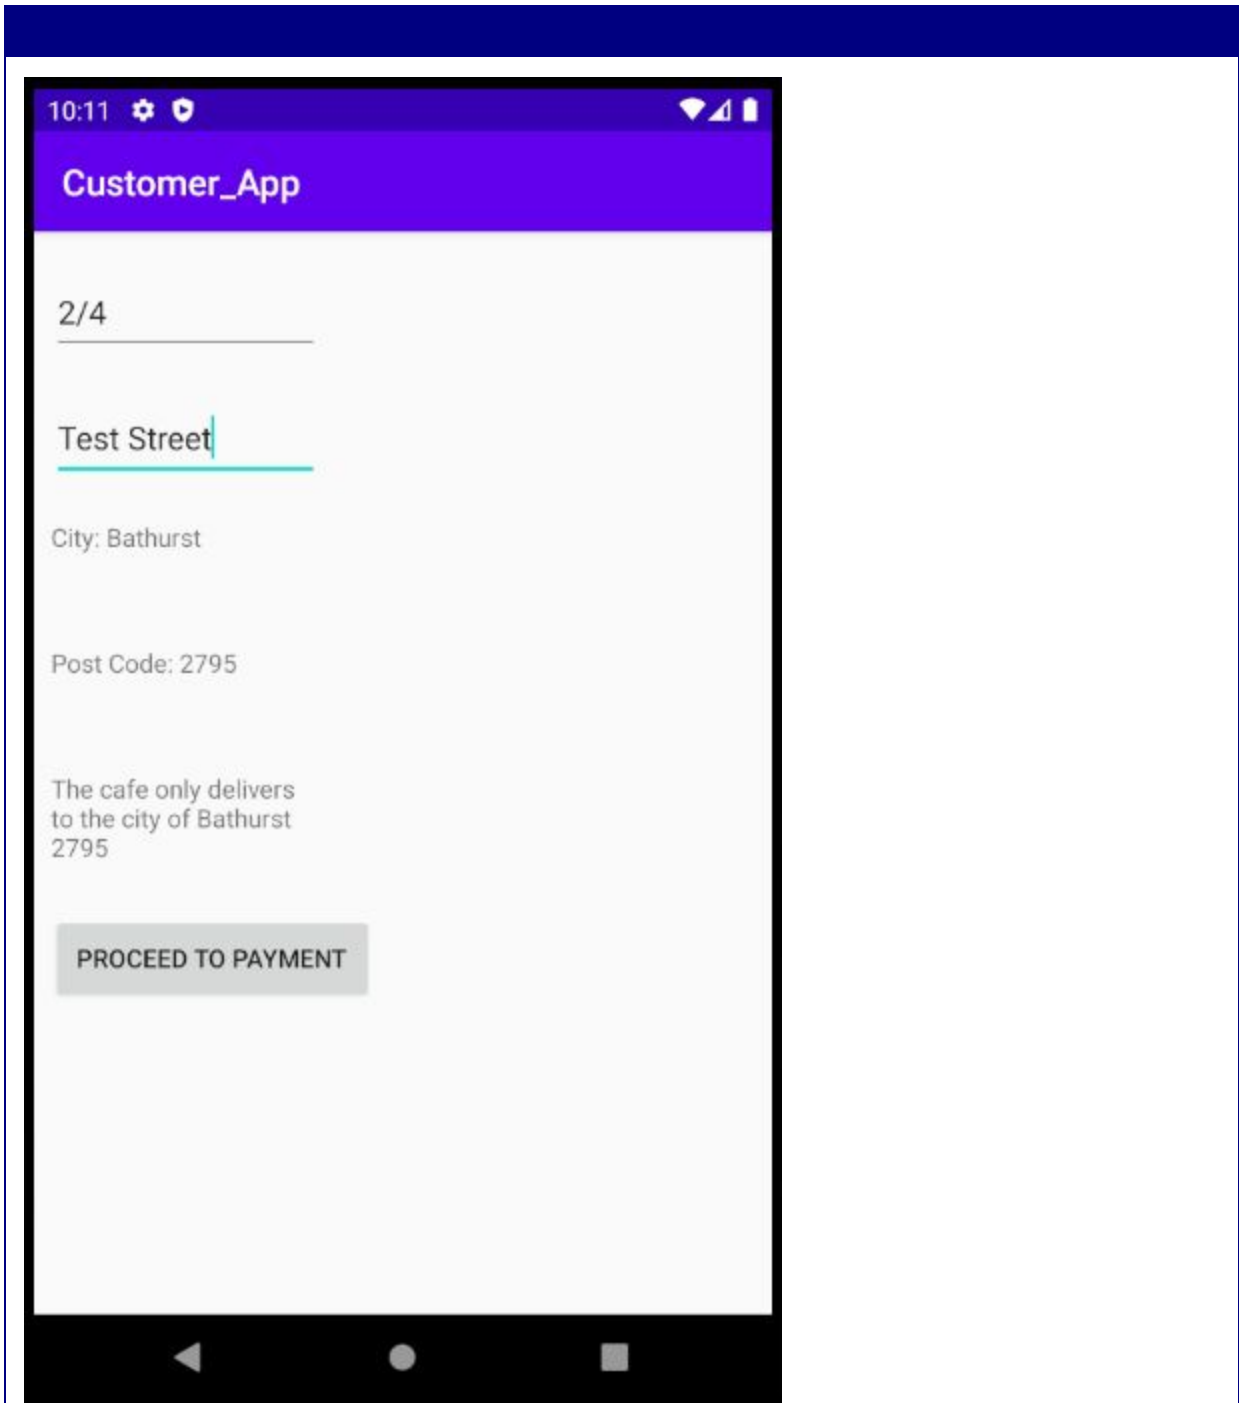 10:11
Customer_App
2/4
Test Street
City: Bathurst
Post Code: 2795
The cafe only delivers
to the city of Bathurst
2795
PROCEED TO PAYMENT